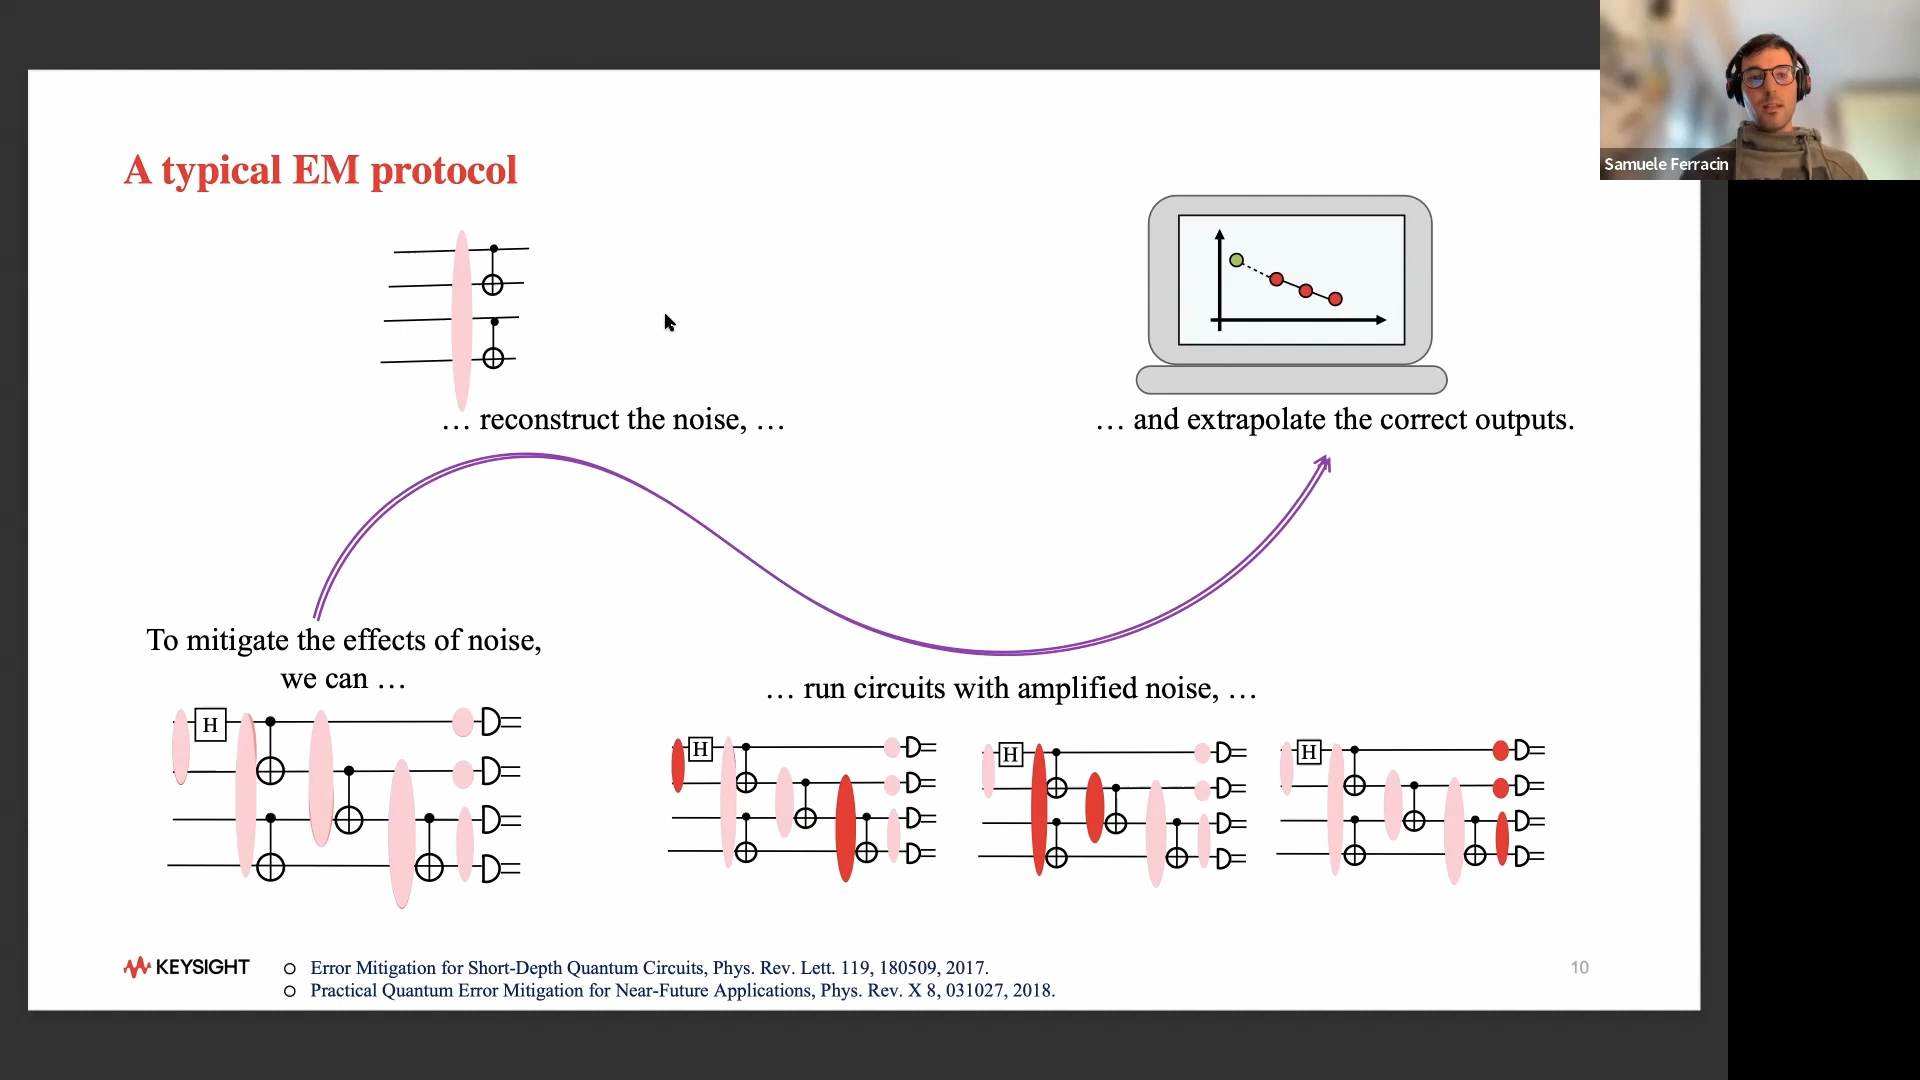 Samuele Ferracin
A typical EM protocol
… reconstruct the noise, …
… and extrapolate the correct outputs.
To mitigate the effects of noise,
we can …
… run circuits with amplified noise, …
H
H
H
H
KEYSIGHT
Error Mitigation for Short-Depth Quantum Circuits, Phys. Rev. Lett. 119, 180509, 2017.
Practical Quantum Error Mitigation for Near-Future Applications, Phys. Rev. X 8, 031027, 2018.
10